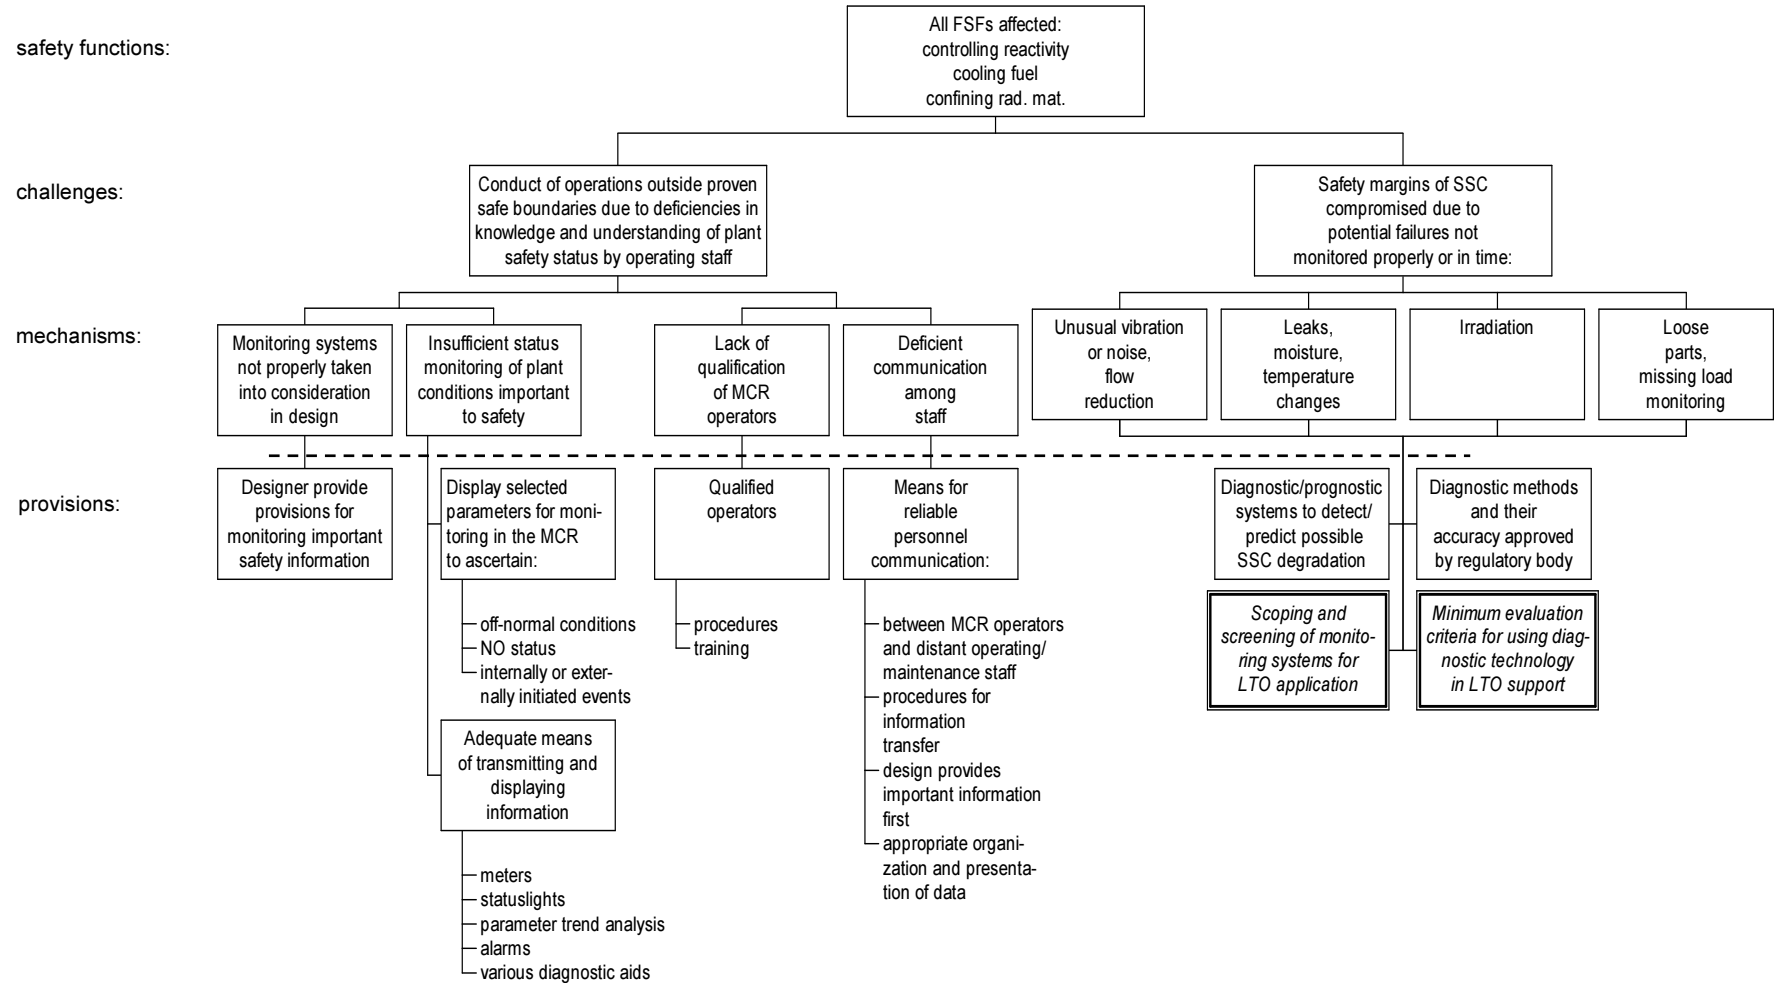 safety functions:
All FSFs affected:
controlling reactivity
cooling fuel
confining rad. mat.
challenges:
Conduct of operations outside proven
safe boundaries due to deficiencies in
knowledge and understanding of plant
safety status by operating staff
Safety margins of SSC
compromised due to
potential failures not
monitored properly or in time:
mechanisms:
Monitoring systems
not properly taken
into consideration
in design
Insufficient status
monitoring of plant
conditions important
to safety
Lack of
qualification
of MCR
operators
Deficient
communication
among
staff
Unusual vibration
or noise,
flow
reduction
Leaks,
moisture,
temperature
changes
Irradiation
Loose
parts,
missing load
monitoring
provisions:
Designer provide
provisions for
monitoring important
safety information
Display selected
parameters for moni-
toring in the MCR
to ascertain:
off-normal conditions
NO status
internally or exter-
nally initiated events
Adequate means
of transmitting and
displaying
information
meters
statuslights
parameter trend analysis
alarms
various diagnostic aids
Qualified
operators
procedures
training
Means for
reliable
personnel
communication:
between MCR operators
and distant operating/
maintenance staff
procedures for
information
transfer
design provides
important information
first
appropriate organi-
zation and presenta-
tion of data
Diagnostic/prognostic
systems to detect/
predict possible
SSC degradation
Diagnostic methods
and their
accuracy approved
by regulatory body
Scoping and
screening of monito-
ring systems for
LTO application
Minimum evaluation
criteria for using diag-
nostic technology
in LTO support